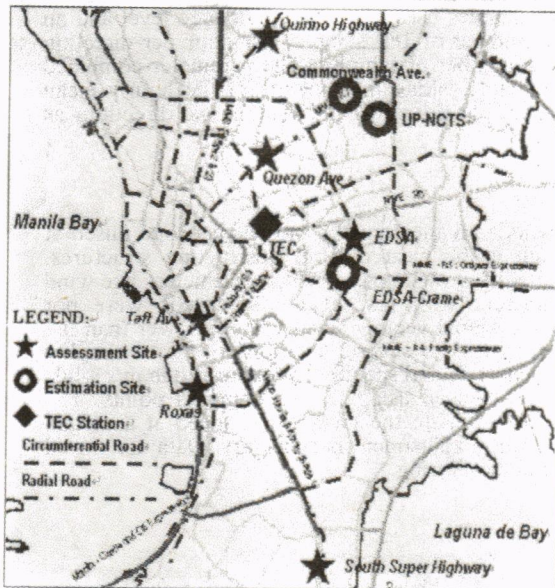 Quirino Highway
Commonwealth Ave.
UP-NCTS
Quezon Ave.
Manila Bay
TEC
EDSA
EDSA-Crame
LEGEND:
Taft Av
Assessment Site
Estimation Site
Roxas
TEC Station
Circumferential Road
Radial Road
Laguna de Bay
South Super Highway